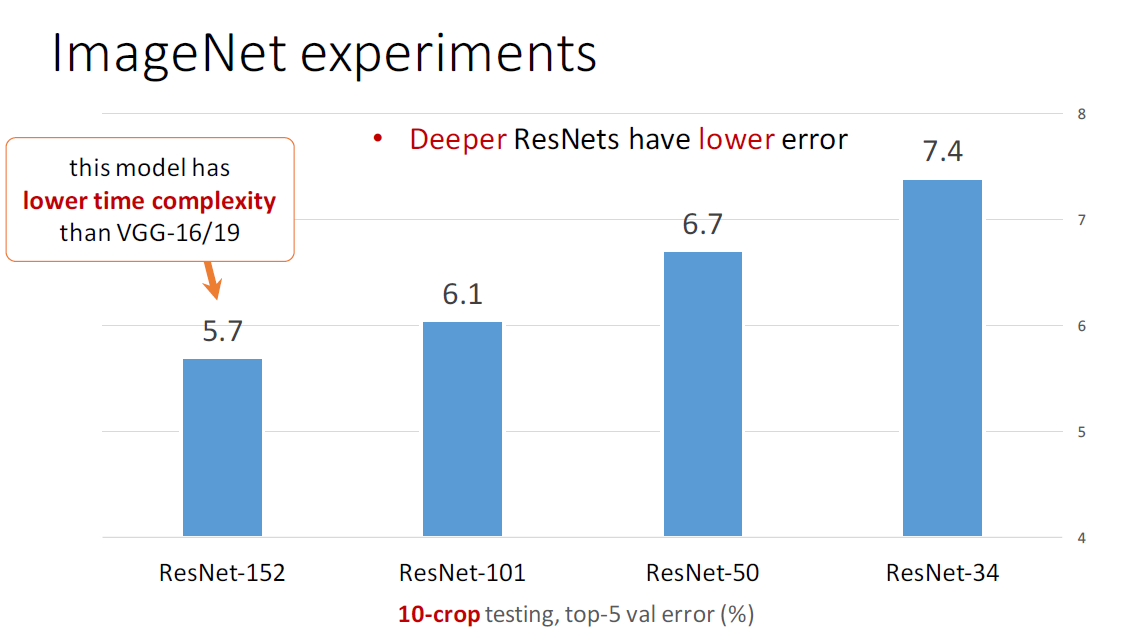 ImageNet experiments
• Deeper ResNets have lower error
this model has
lower time complexity
than VGG-16/19
5.7
6.1
6.7
7.4
8
7
6
5
4
ResNet-152
ResNet-101
ResNet-50
ResNet-34
10-crop testing, top-5 val error (%)